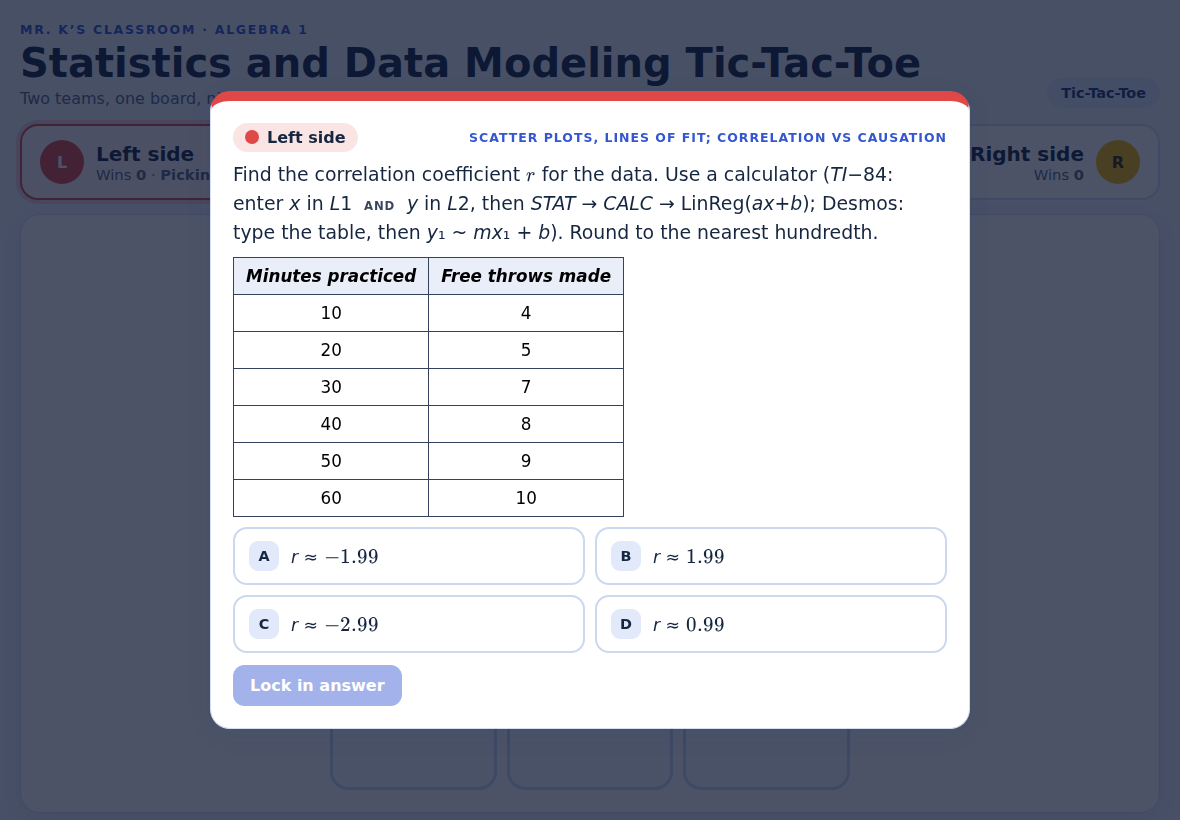 MR. K'S CLASSROOM · ALGEBRA 1
Statistics and Data Modeling Tic-Tac-Toe
Two teams, one board,
Tic-Tac-Toe
L
Left side
Wins 0 · Pickin
Right side
Wins 0
R
Left side
SCATTER PLOTS, LINES OF FIT; CORRELATION VS CAUSATION
Find the correlation coefficient r for the data. Use a calculator (TI−84:
enter x in L1 AND y in L2, then STAT → CALC → LinReg(ax+b); Desmos:
type the table, then y₁ ~ mx₁ + b). Round to the nearest hundredth.
Minutes practiced Free throws made
10 4
20 5
30 7
40 8
50 9
60 10
A r ≈ −1.99
B r ≈ 1.99
C r ≈ −2.99
D r ≈ 0.99
Lock in answer